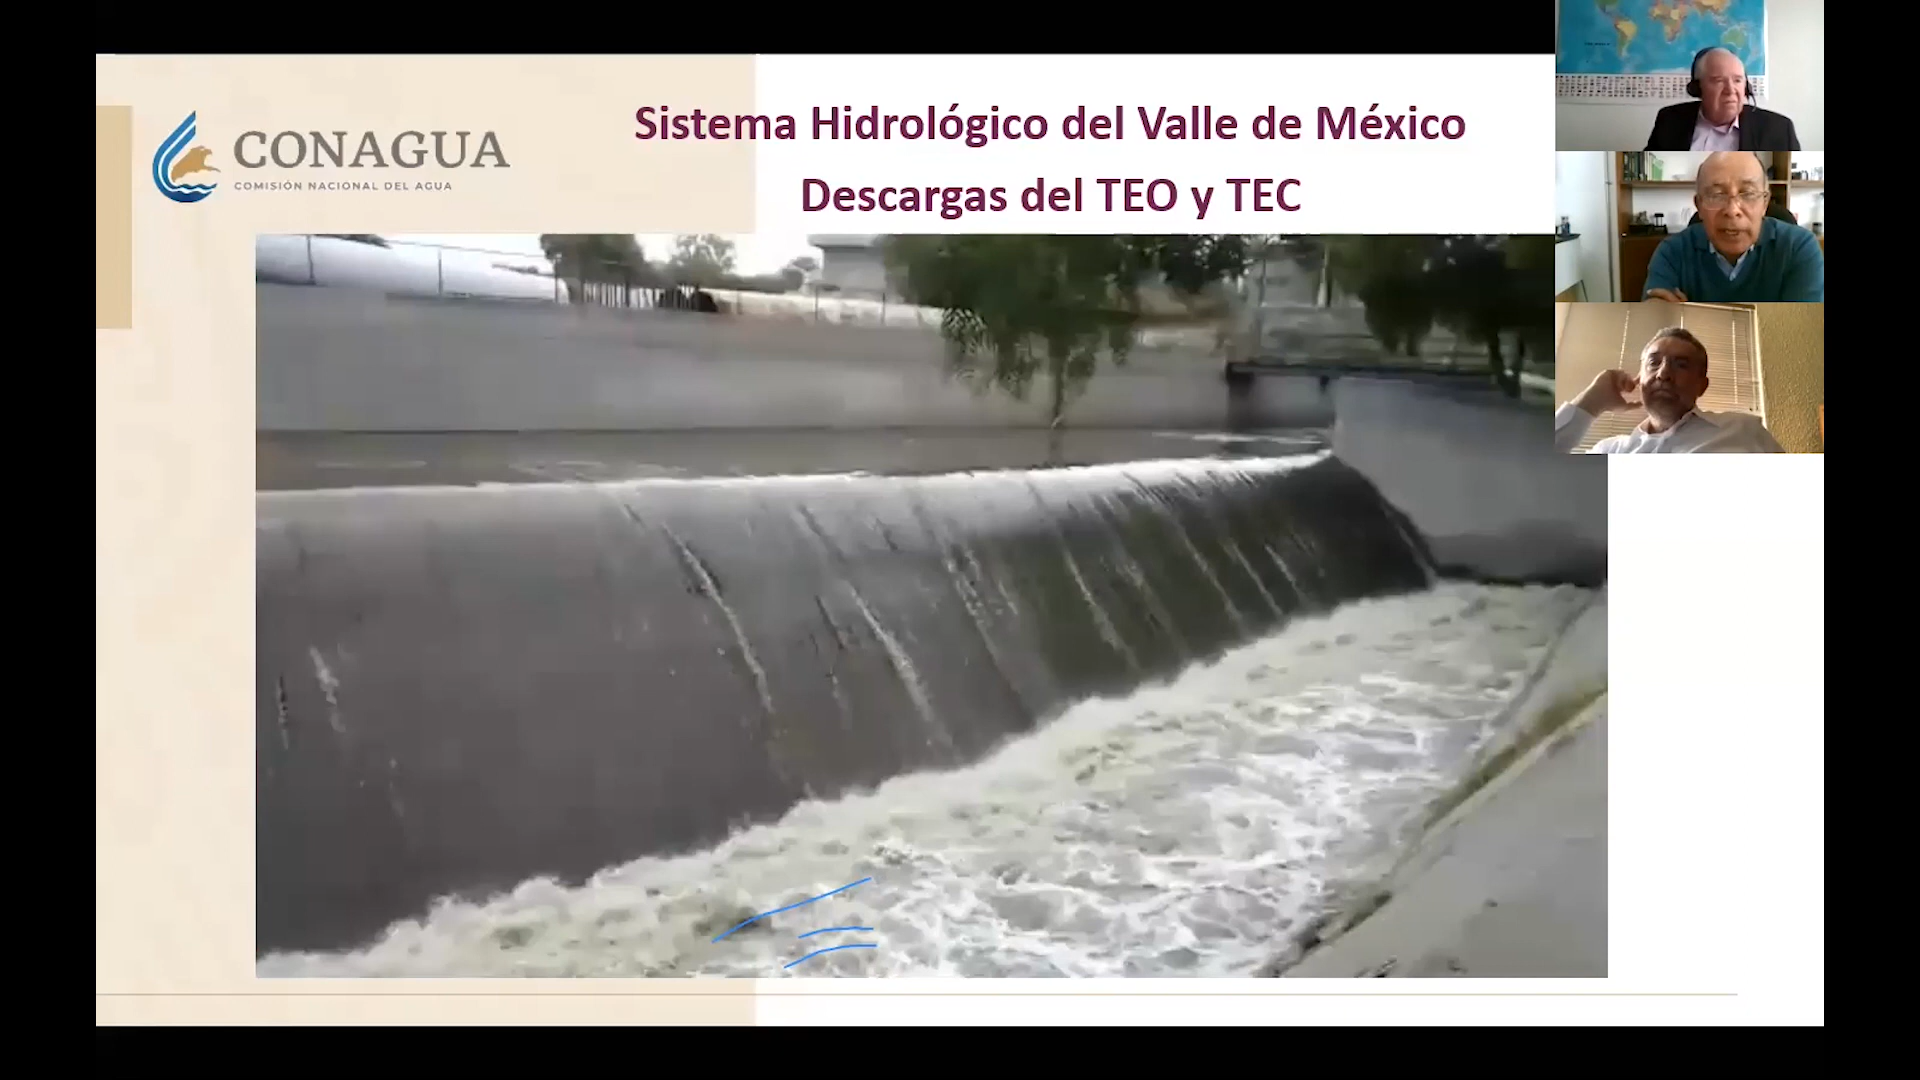 CONAGUA
COMISIÓN NACIONAL DEL AGUA
Sistema Hidrológico del Valle de México
Descargas del TEO y TEC